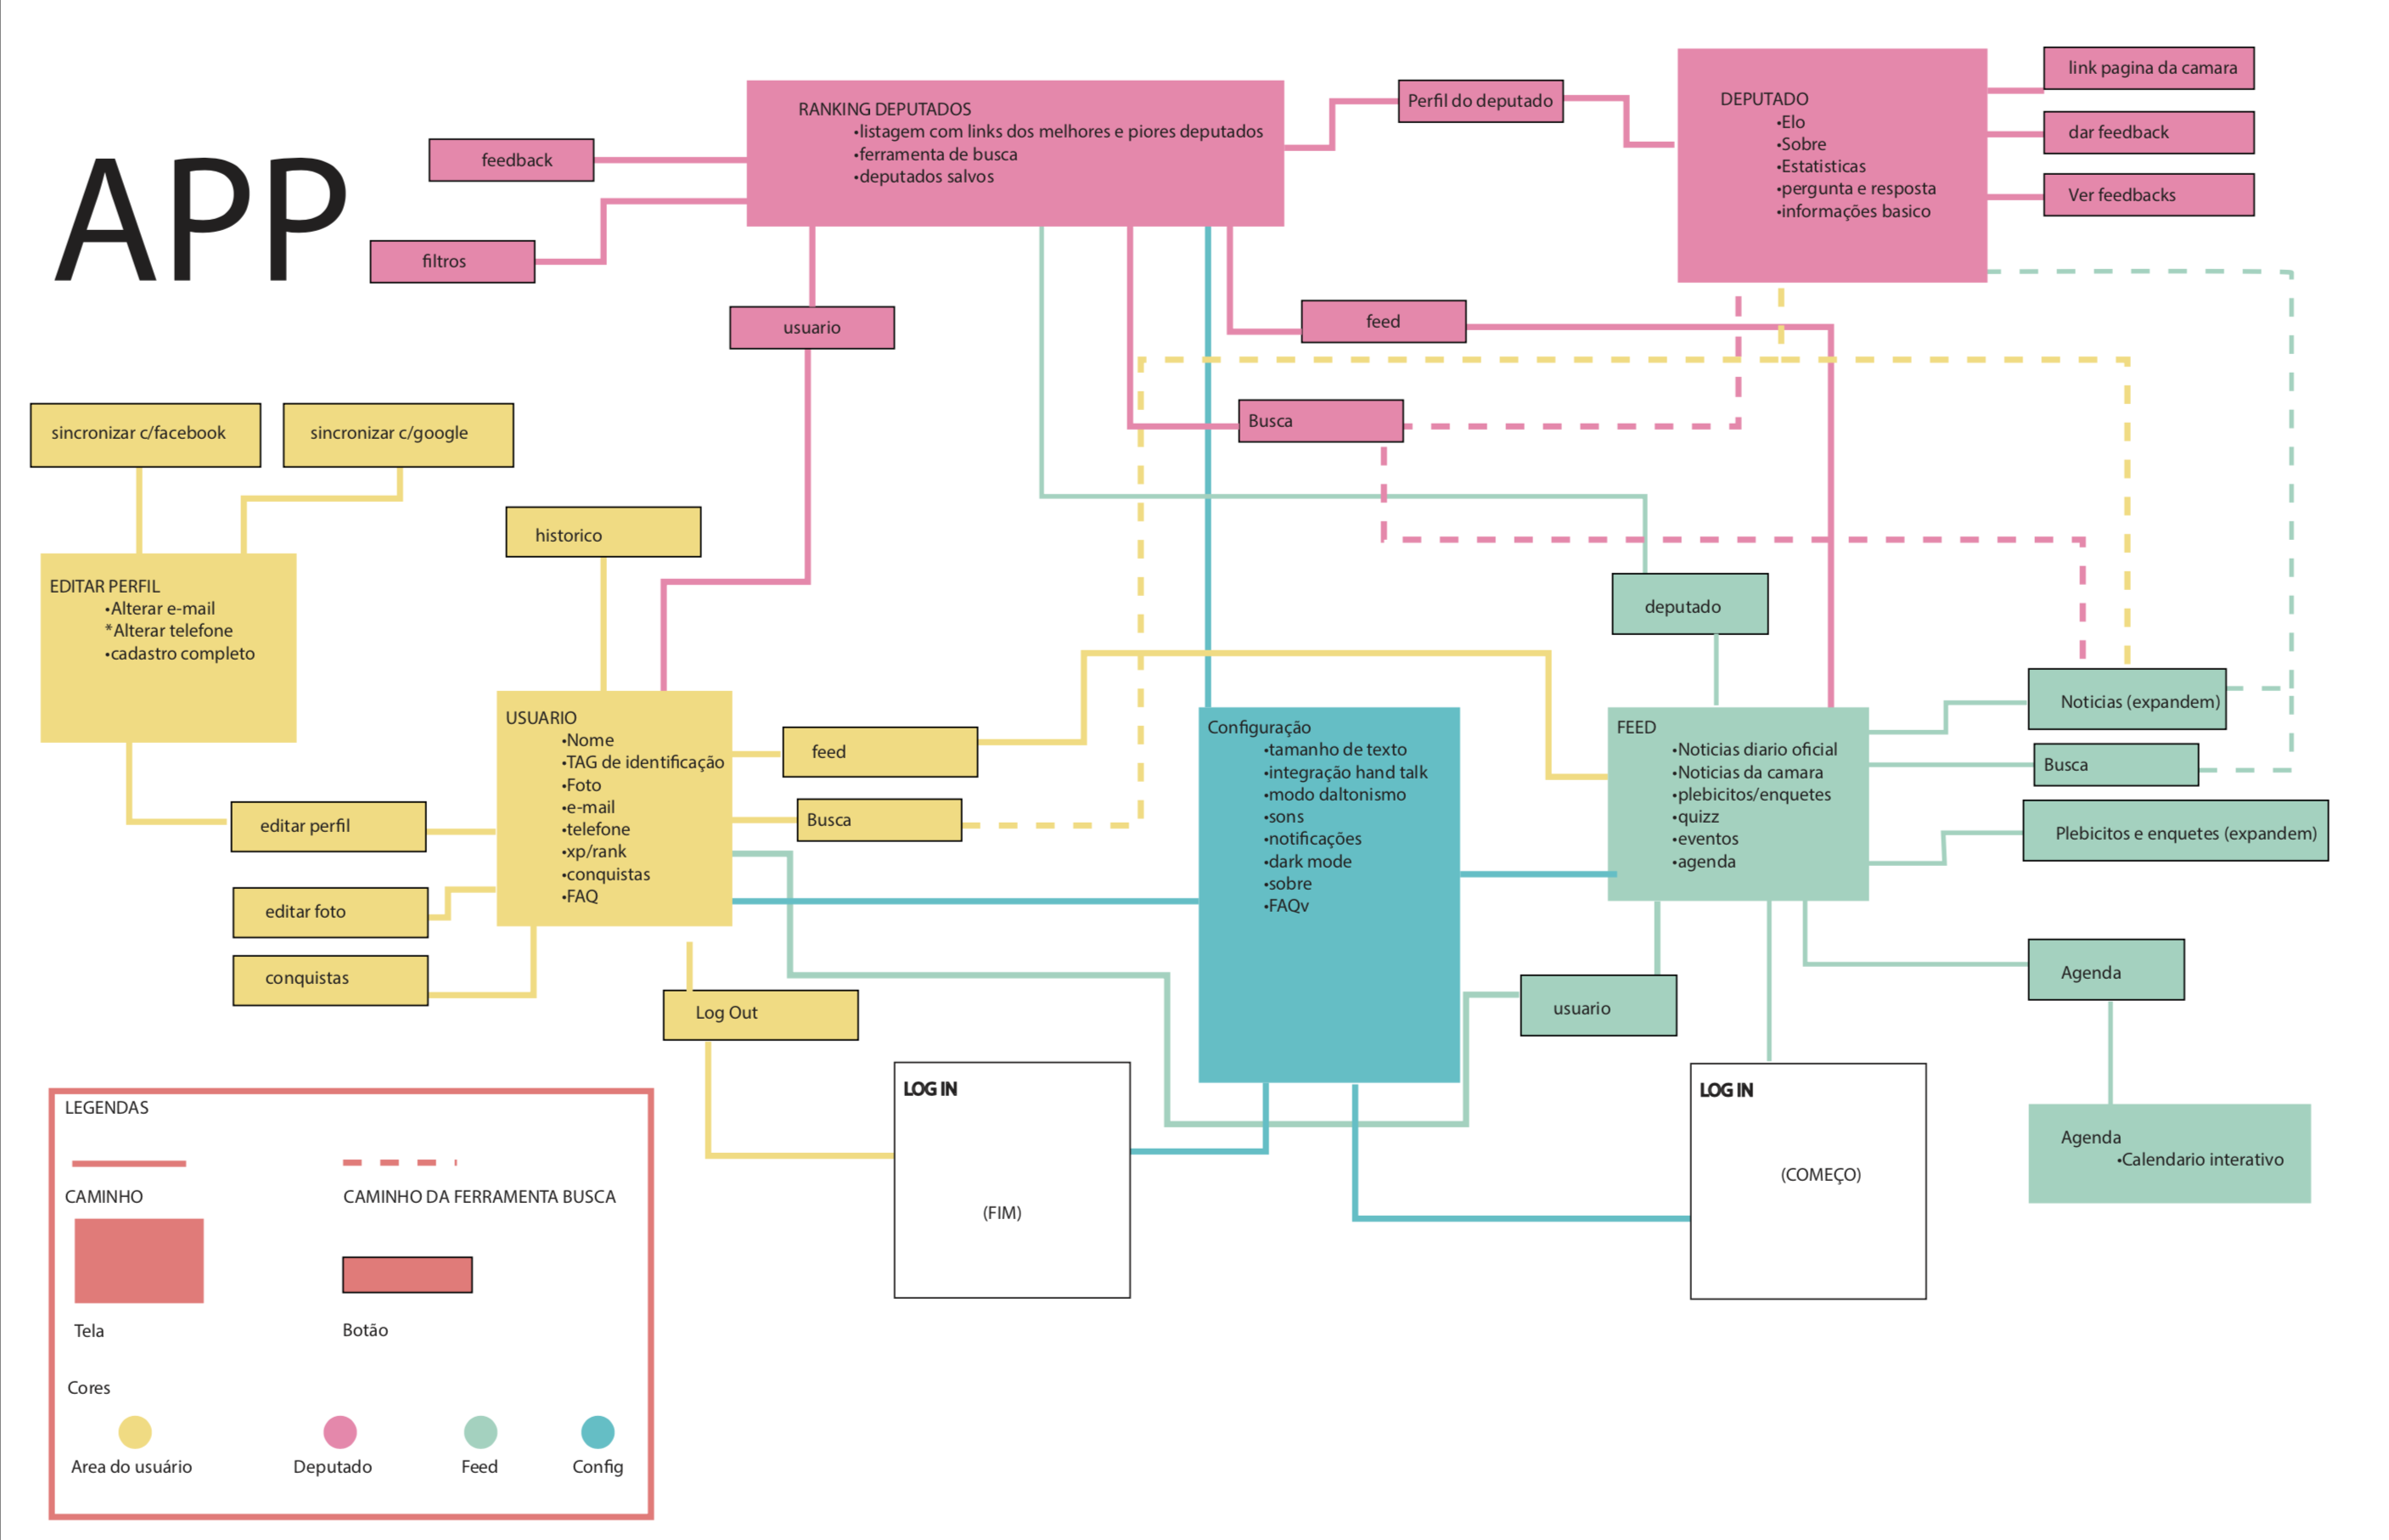 APP
feedback
filtros
RANKING DEPUTADOS
•listagem com links dos melhores e piores deputados
•ferramenta de busca
•deputados salvos
Perfil do deputado
DEPUTADO
•Elo
•Sobre
•Estatisticas
•pergunta e resposta
•informações basico
link pagina da camara
dar feedback
Ver feedbacks
usuario
feed
Busca
sincronizar c/facebook
sincronizar c/google
historico
EDITAR PERFIL
•Alterar e-mail
*Alterar telefone
•cadastro completo
deputado
USUARIO
•Nome
•TAG de identificação
•Foto
•e-mail
•telefone
•xp/rank
•conquistas
•FAQ
feed
Busca
editar perfil
editar foto
conquistas
Log Out
Configuração
•tamanho de texto
•integração hand talk
•modo daltonismo
•sons
•notificações
•dark mode
•sobre
•FAQv
FEED
•Noticias diario oficial
•Noticias da camara
•plebicitos/enquetes
•quizz
•eventos
•agenda
Noticias (expandem)
Busca
Plebicitos e enquetes (expandem)
Agenda
usuario
Agenda
•Calendario interativo
LOG IN
(FIM)
LOG IN
(COMEÇO)
LEGENDAS
CAMINHO
CAMINHO DA FERRAMENTA BUSCA
Tela
Botão
Cores
Area do usuário
Deputado
Feed
Config